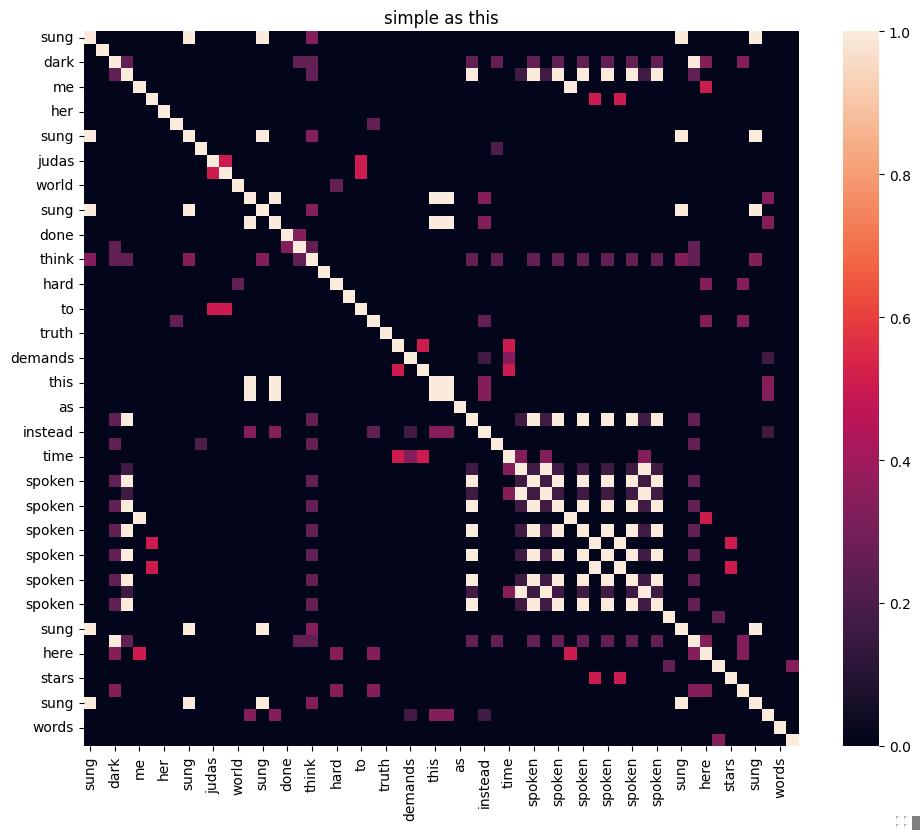 simple as this
sung
dark
me
her
sung
judas
world
sung
done
think
hard
to
truth
demands
this
as
instead
time
spoken
spoken
spoken
spoken
spoken
spoken
sung
here
stars
sung
words
1.0
0.8
0.6
0.4
0.2
0.0
sung dark me her sung judas world sung done think hard to truth demands this as instead time spoken spoken spoken spoken spoken spoken sung here stars sung words